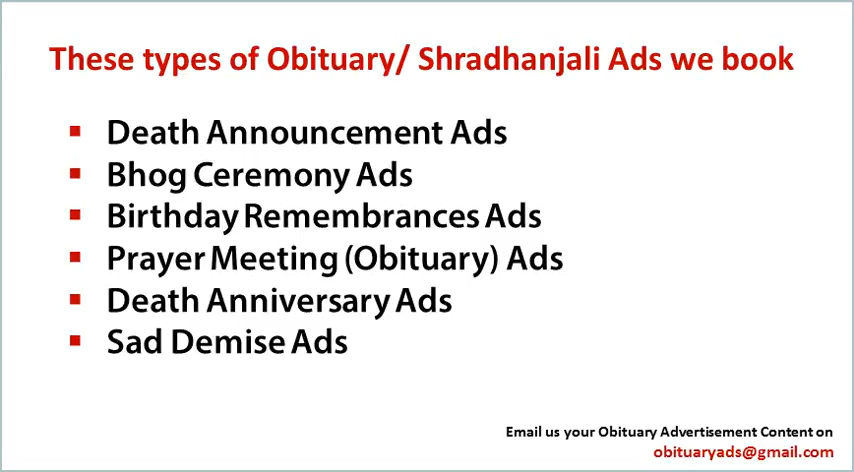 These types of Obituary/ Shradhanjali Ads we book
▪ Death Announcement Ads
▪ Bhog Ceremony Ads
▪ Birthday Remembrances Ads
▪ Prayer Meeting (Obituary) Ads
▪ Death Anniversary Ads
▪ Sad Demise Ads
Email us your Obituary Advertisement Content on
obituaryads@gmail.com